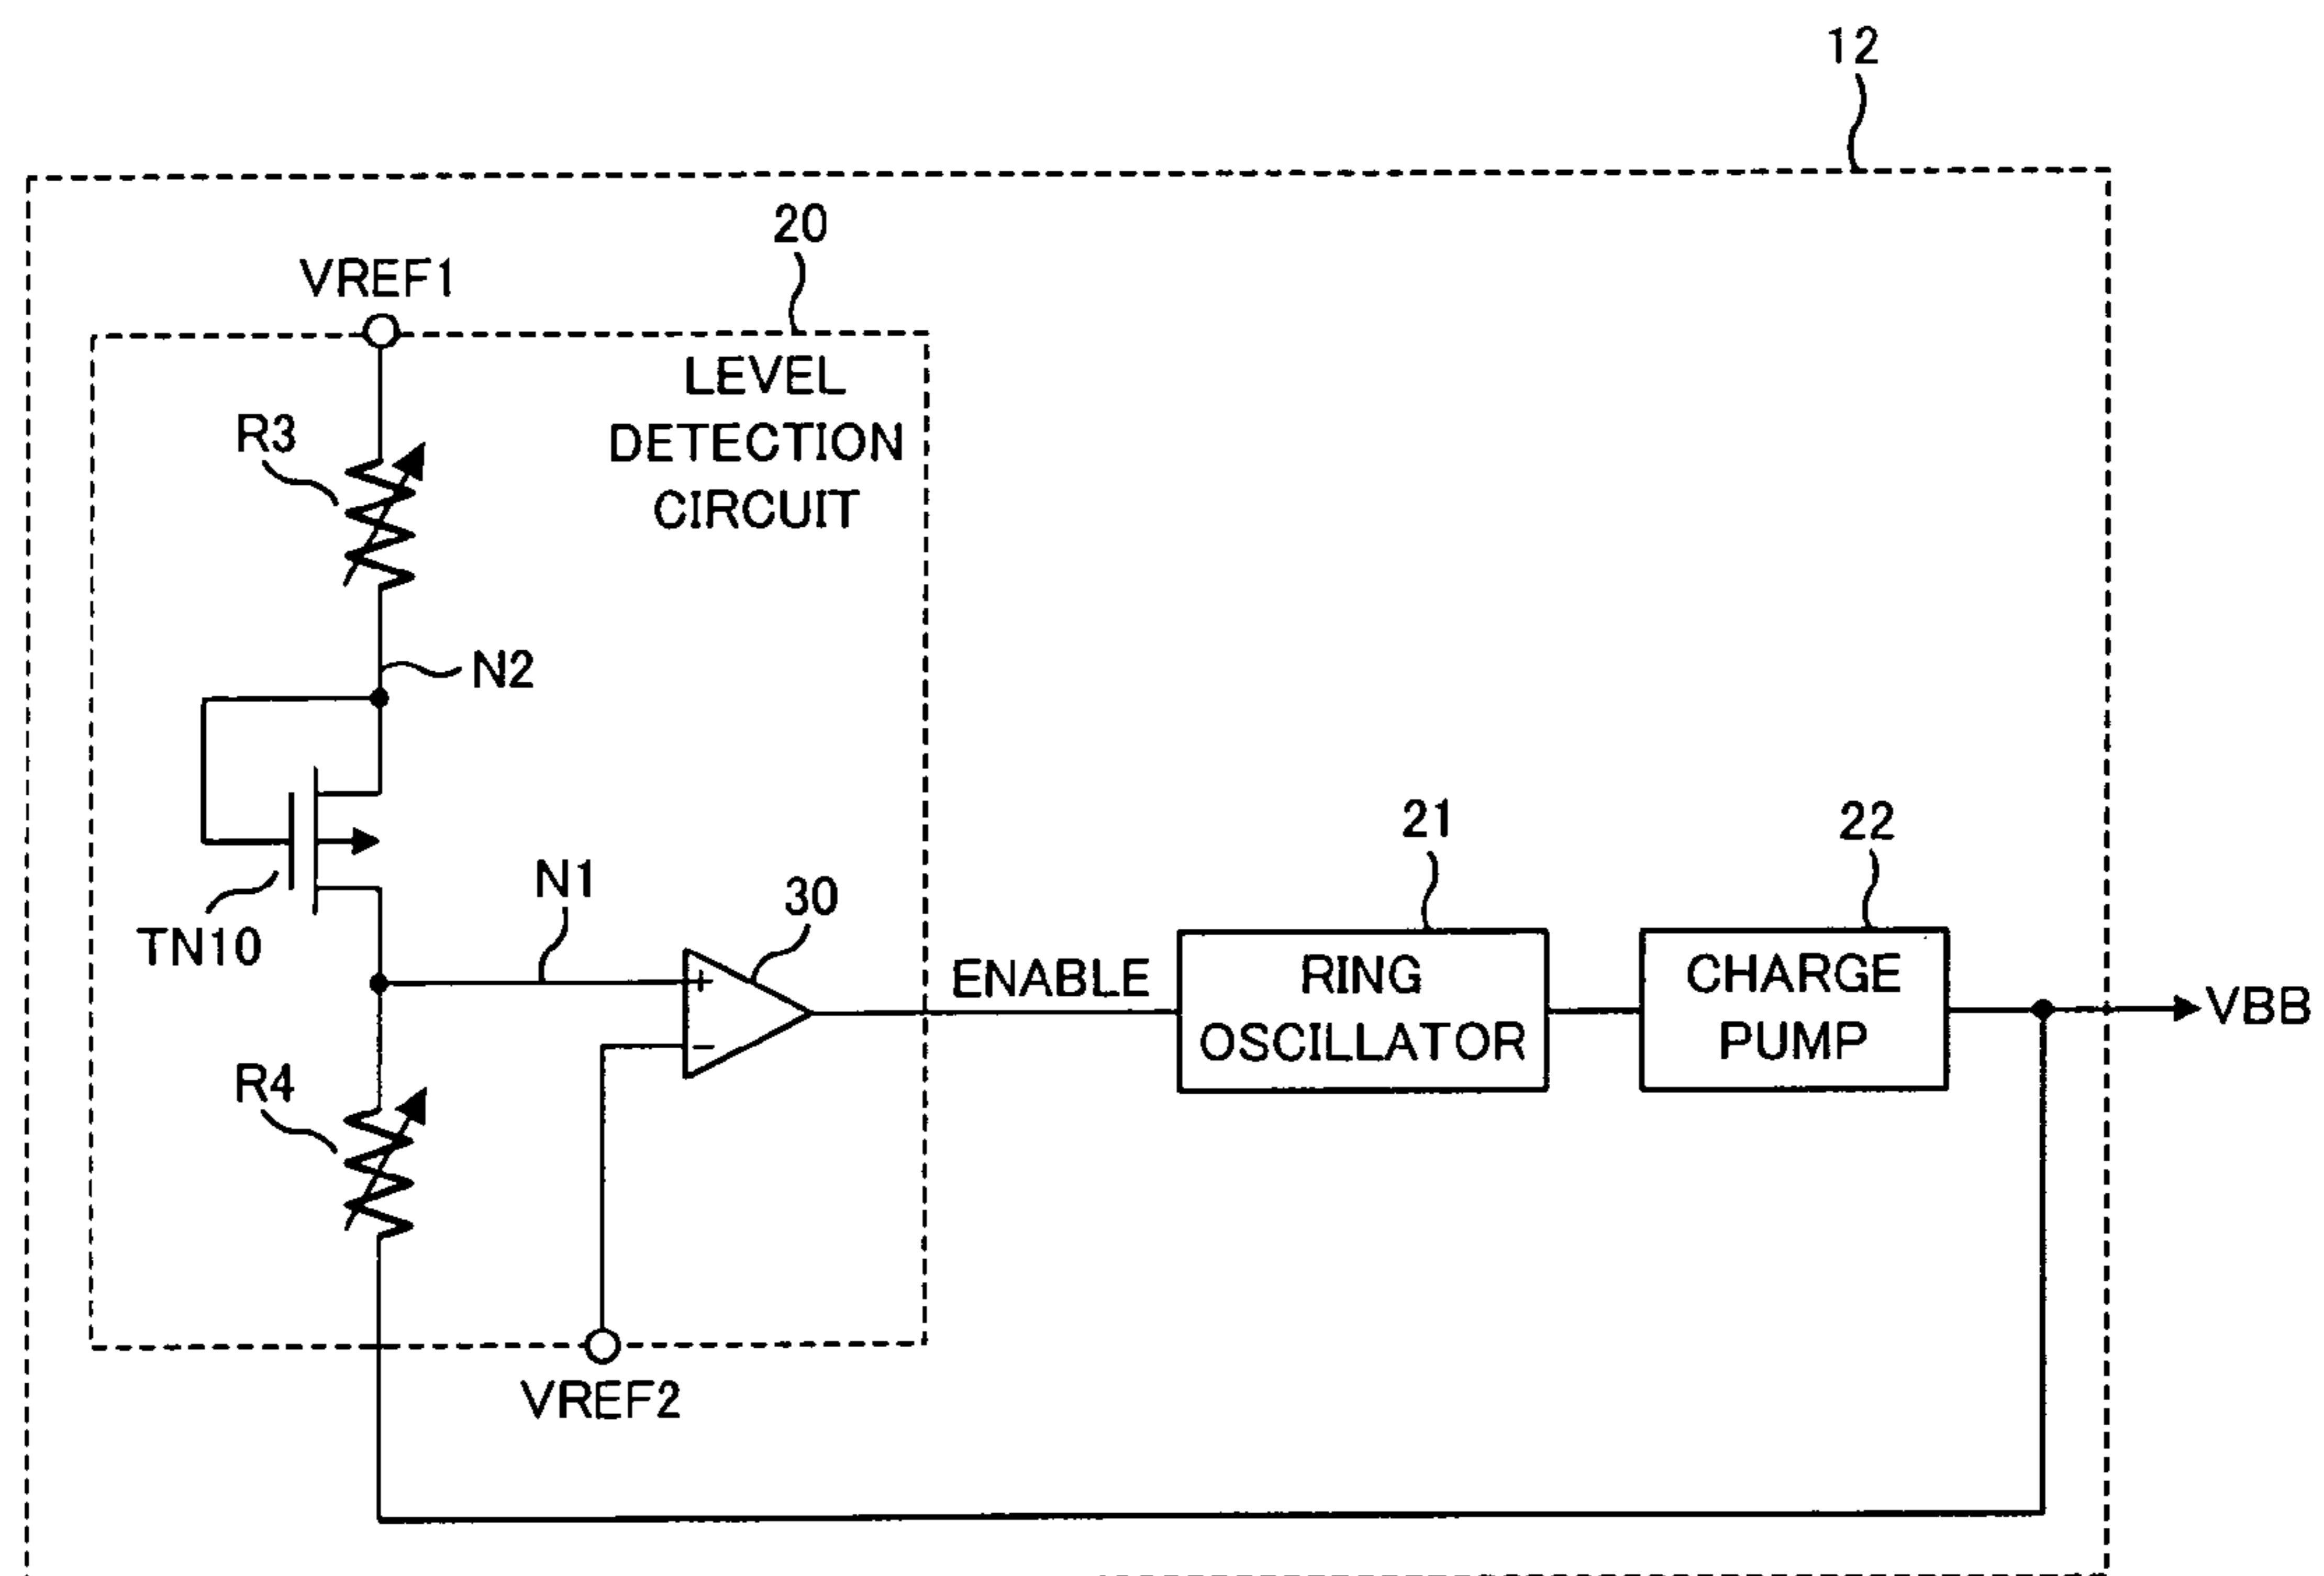 12
20
VREF1
LEVEL
DETECTION
CIRCUIT
R3
N2
TN10
N1
30
+
−
ENABLE
21
RING
OSCILLATOR
22
CHARGE
PUMP
VBB
R4
VREF2